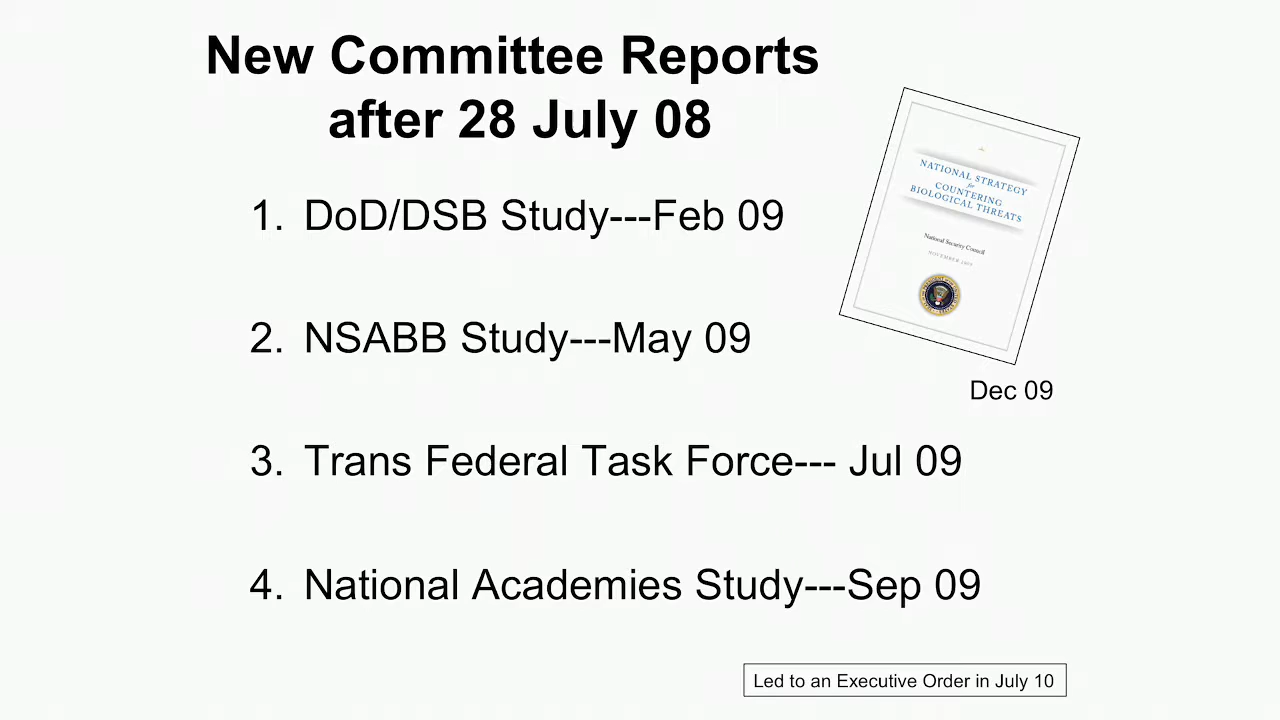 New Committee Reports
after 28 July 08
1. DoD/DSB Study---Feb 09
2. NSABB Study---May 09
3. Trans Federal Task Force--- Jul 09
4. National Academies Study---Sep 09
NATIONAL STRATEGY
for
COUNTERING
BIOLOGICAL THREATS
National Security Council
NOVEMBER 2009
Dec 09
Led to an Executive Order in July 10